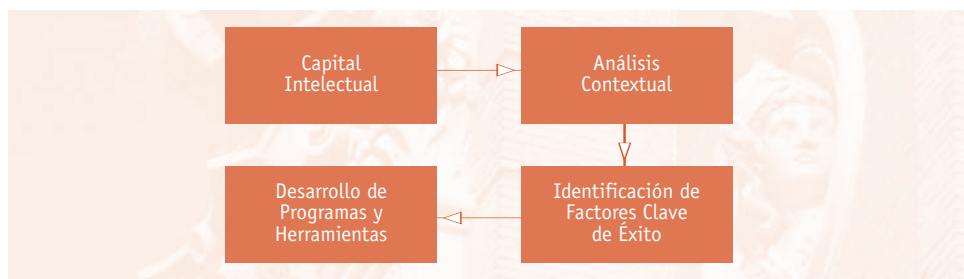 Capital
Intelectual
Análisis
Contextual
Desarrollo de
Programas y
Herramientas
Identificación de
Factores Clave
de Éxito